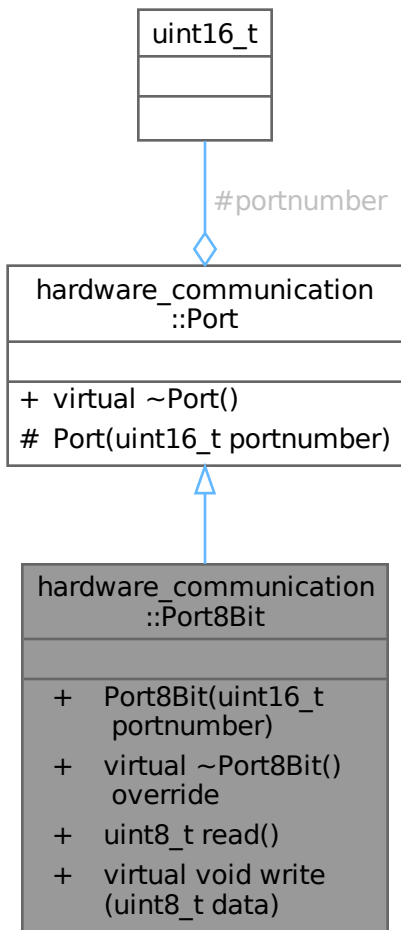 uint16_t
#portnumber
hardware_communication
::Port
+ virtual ~Port()
# Port(uint16_t portnumber)
hardware_communication
::Port8Bit
+ Port8Bit(uint16_t
portnumber)
+ virtual ~Port8Bit()
override
+ uint8_t read()
+ virtual void write
(uint8_t data)